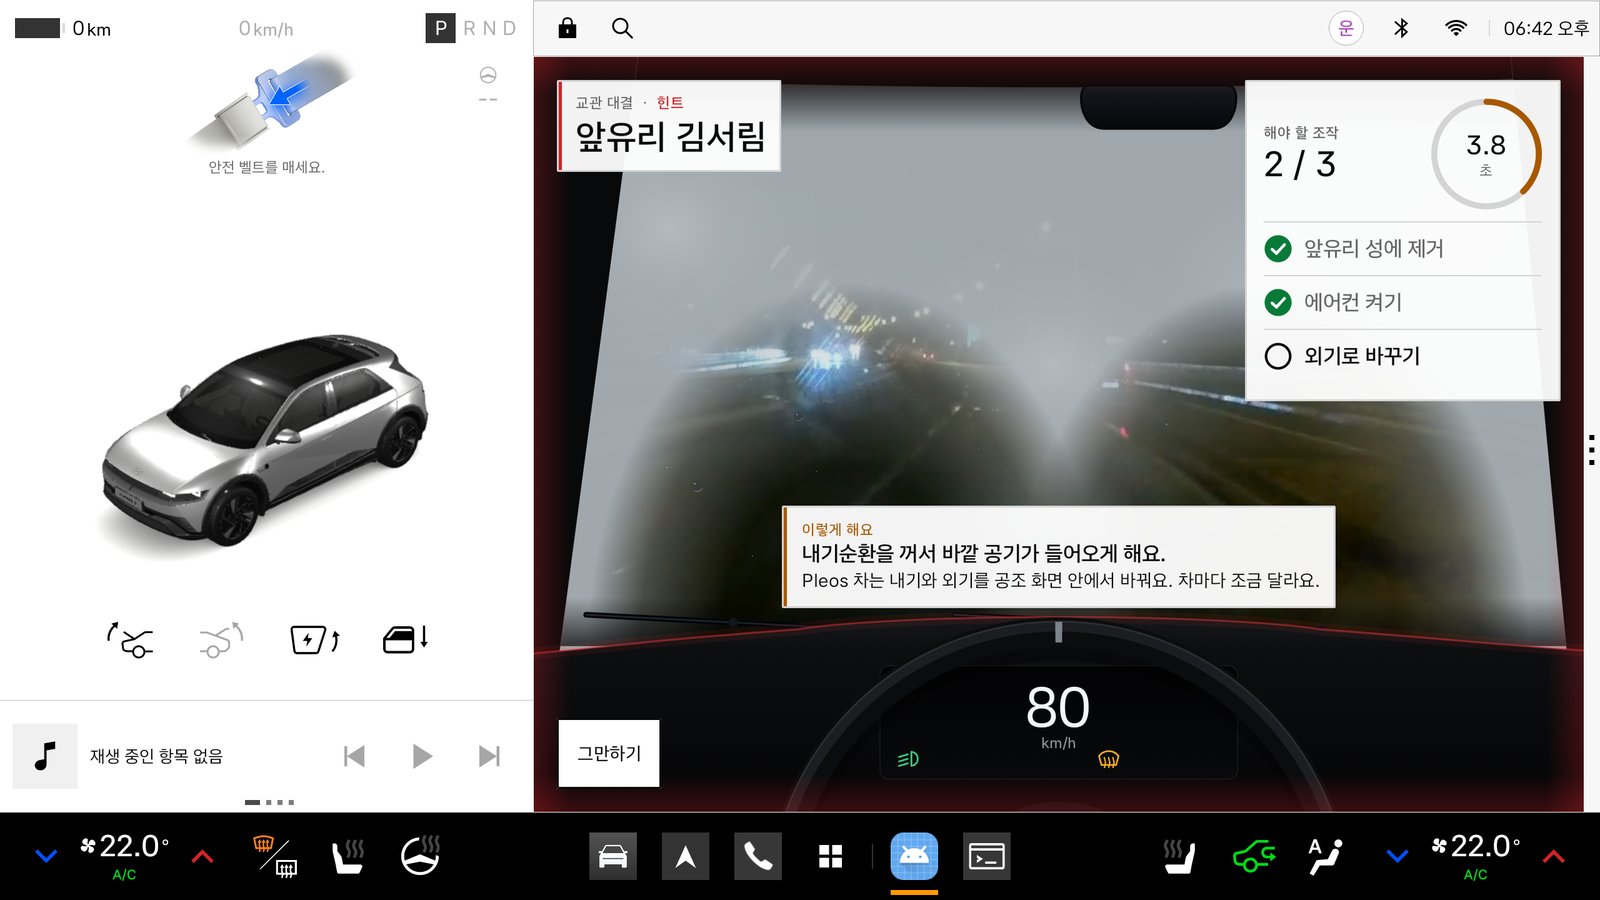 0 km
0 km/h
P R N D
--
안전 벨트를 매세요.
재생 중인 항목 없음
운
06:42 오후
교관 대결 · 힌트
앞유리 김서림
해야 할 조작
2 / 3
3.8
초
앞유리 성에 제거
에어컨 켜기
외기로 바꾸기
이렇게 해요
내기순환을 꺼서 바깥 공기가 들어오게 해요.
Pleos 차는 내기와 외기를 공조 화면 안에서 바꿔요. 차마다 조금 달라요.
80
km/h
그만하기
22.0°
A/C
A
22.0°
A/C